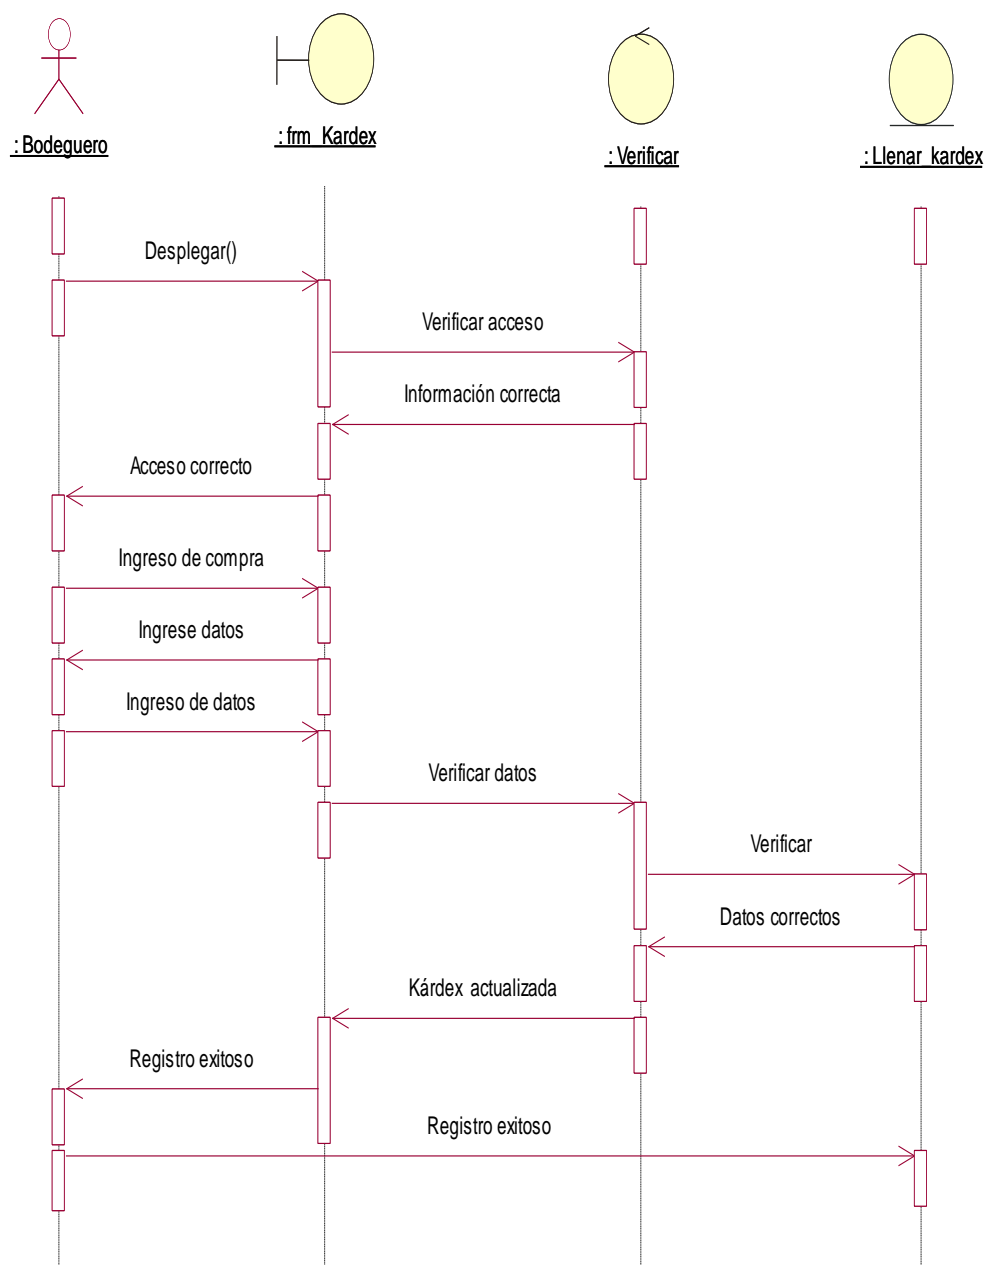 : Bodeguero
: frm_Kardex
: Verificar
: Llenar_kardex
Desplegar()
Verificar acceso
Información correcta
Acceso correcto
Ingreso de compra
Ingrese datos
Ingreso de datos
Verificar datos
Verificar
Datos correctos
Kárdex actualizada
Registro exitoso
Registro exitoso